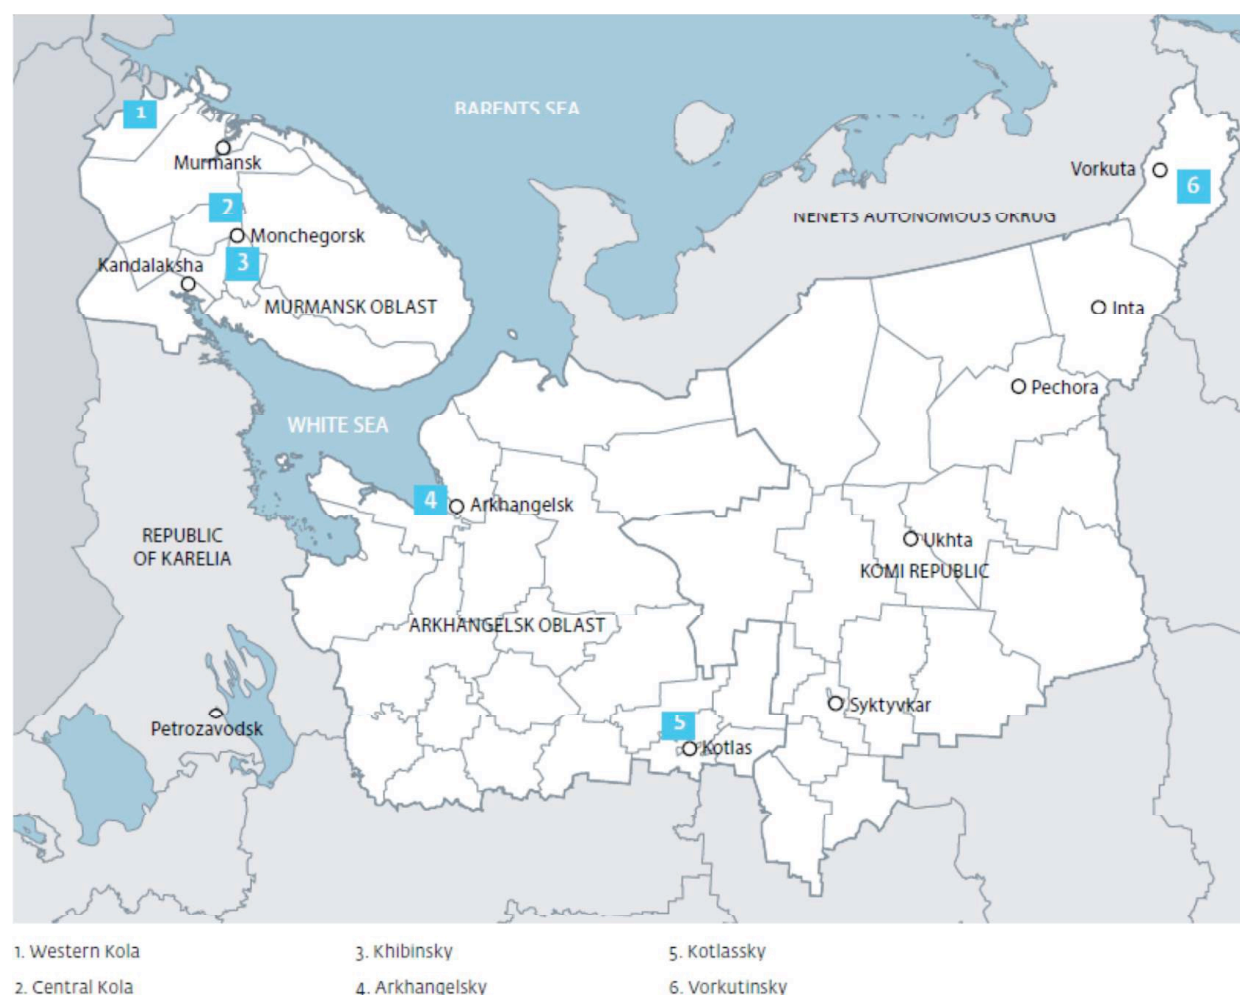 BARENTS SEA
1
Murmansk
Vorkuta
6
2
NENETS AUTONOMOUS OKRUG
Monchegorsk
Kandalaksha
3
MURMANSK OBLAST
Inta
Pechora
WHITE SEA
4
Arkhangelsk
REPUBLIC
OF KARELIA
Ukhta
KOMI REPUBLIC
ARKHANGELSK OBLAST
Syktyvkar
Petrozavodsk
5
Kotlas
1. Western Kola
3. Khibinsky
5. Kotlassky
2. Central Kola
4. Arkhangelsky
6. Vorkutinsky